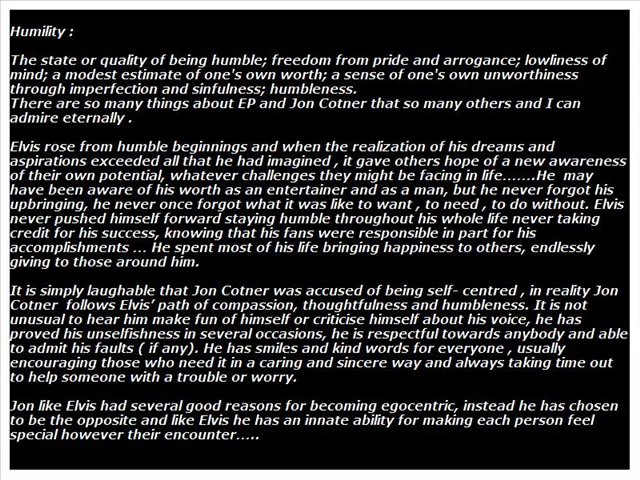 Humility :
The state or quality of being humble; freedom from pride and arrogance; lowliness of
mind; a modest estimate of one's own worth; a sense of one's own unworthiness
through imperfection and sinfulness; humbleness.
There are so many things about EP and Jon Cotner that so many others and I can
admire eternally .
Elvis rose from humble beginnings and when the realization of his dreams and
aspirations exceeded all that he had imagined , it gave others hope of a new awareness
of their own potential, whatever challenges they might be facing in life.......He  may
have been aware of his worth as an entertainer and as a man, but he never forgot his
upbringing, he never once forgot what it was like to want , to need , to do without. Elvis
never pushed himself forward staying humble throughout his whole life never taking
credit for his success, knowing that his fans were responsible in part for his
accomplishments ... He spent most of his life bringing happiness to others, endlessly
giving to those around him.
It is simply laughable that Jon Cotner was accused of being self- centred , in reality Jon
Cotner  follows Elvis’ path of compassion, thoughtfulness and humbleness. It is not
unusual to hear him make fun of himself or criticise himself about his voice, he has
proved his unselfishness in several occasions, he is respectful towards anybody and able
to admit his faults ( if any). He has smiles and kind words for everyone , usually
encouraging those who need it in a caring and sincere way and always taking time out
to help someone with a trouble or worry.
Jon like Elvis had several good reasons for becoming egocentric, instead he has chosen
to be the opposite and like Elvis he has an innate ability for making each person feel
special however their encounter.....